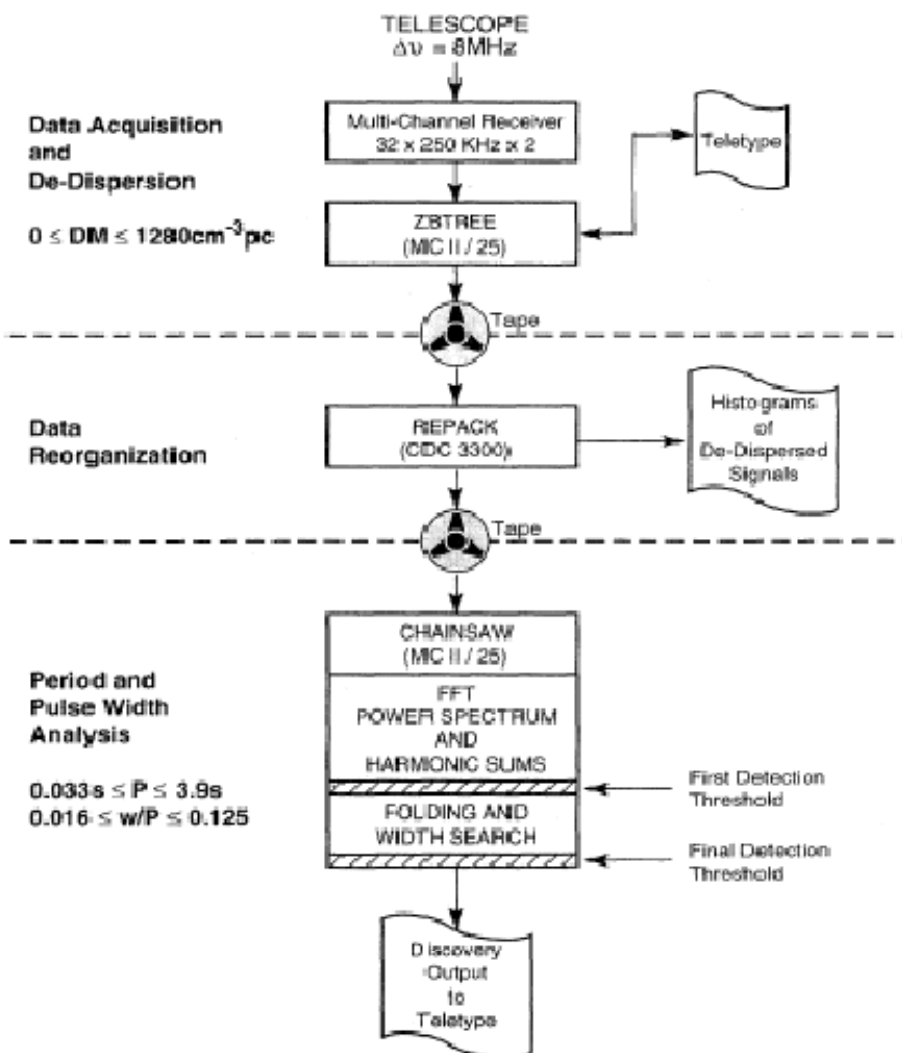 TELESCOPE
Δν = 8MHz
Data Acquisition
and
De-Dispersion
0 ≤ DM ≤ 1280cm⁻³pc
Multi-Channel Receiver
32 x 250 KHz x 2
Teletype
ZBTREE
(MIC II / 25)
Tape
Data
Reorganization
REPACK
(CDC 3300)
Histograms
of
De-Dispersed
Signals
Tape
Period and
Pulse Width
Analysis
0.033s ≤ P ≤ 3.9s
0.016 ≤ w/P ≤ 0.125
CHAINSAW
(MIC II / 25)
FFT
POWER SPECTRUM
AND
HARMONIC SUMS
First Detection
Threshold
FOLDING AND
WIDTH SEARCH
Final Detection
Threshold
Discovery
Output
to
Teletype